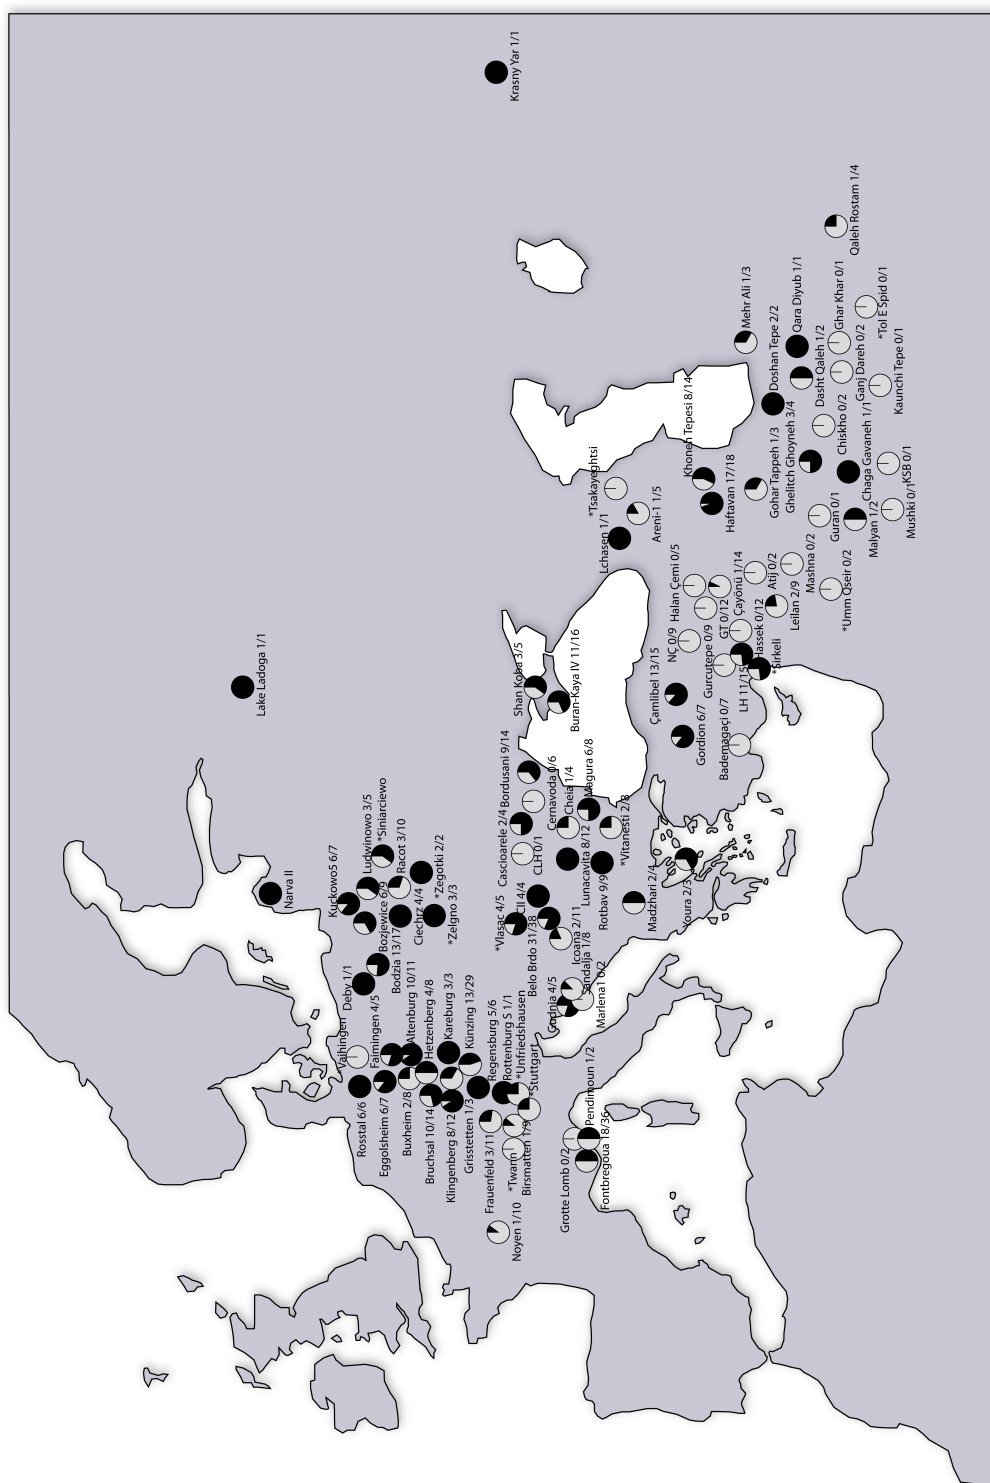 Krasny Yar 1/1
Lake Ladoga 1/1
Narva II
Kuckowo5 6/7
Ludwinowo 3/5
*Siniarciewo
Racot 3/10
*Zegotki 2/2
Bozjewice 6/9
Ciechrz 4/4
*Zelgno 3/3
Deby 1/1
Bodzia 13/17
Vaihingen
Faimingen 4/5
Altenburg 10/11
Hetzenberg 4/8
Kareburg 3/3
Künzing 13/29
Regensburg 5/6
Rottenburg S 1/1
*Unfriedshausen
*Stuttgart
Rosstal 6/6
Eggolsheim 6/7
Buxheim 2/8
Bruchsal 10/14
Klingenberg 8/12
Grisstetten 1/3
Frauenfeld 3/11
*Twann
Birsmatten 1/9
Noyen 1/10
Grotte Lomb 0/2
Pendimoun 1/2
Fontbregoua 18/36
Shan Koba 3/5
Buran-Kaya IV 11/16
Bordusani 9/14
Cernavoda 0/6
Cascioarele 2/4
Cheia 1/4
Magura 6/8
CLH 0/1
*Vitanesti 2/8
Lunacavita 8/12
Rotbav 9/9
*Vlasac 4/5
CII 4/4
Belo Brdo 31/38
Icoana 2/11
Sandalja 1/8
Godnja 4/5
Marlena1 0/2
Madzhari 2/4
Youra 2/3
*Tsakayeghtsi
Lchasen 1/1
Areni-1 1/5
Khoneh Tepesi 8/14
Haftavan 17/18
Mehr Ali 1/3
Doshan Tepe 2/2
Qara Diyub 1/1
Dasht Qaleh 1/2
Ghar Khar 0/1
Qaleh Rostam 1/4
*Tol E Spid 0/1
Ganj Dareh 0/2
Kaunchi Tepe 0/1
Gohar Tappeh 1/3
Ghelitch Ghoyneh 3/4
Chiskho 0/2
Chaga Gavaneh 1/1
KSB 0/1
Guran 0/1
Malyan 1/2
Mushki 0/1
Halan Çemi 0/5
NÇ 0/9
GT 0/12
Çayönü 1/14
Atij 0/2
Mashna 0/2
Leilan 2/9
*Umm Qseir 0/2
Gurcutepe 0/9
Hassek 0/12
*Sirkeli
LH 11/15
Çamlibel 13/15
Gordion 6/7
Bademagaçi 0/7